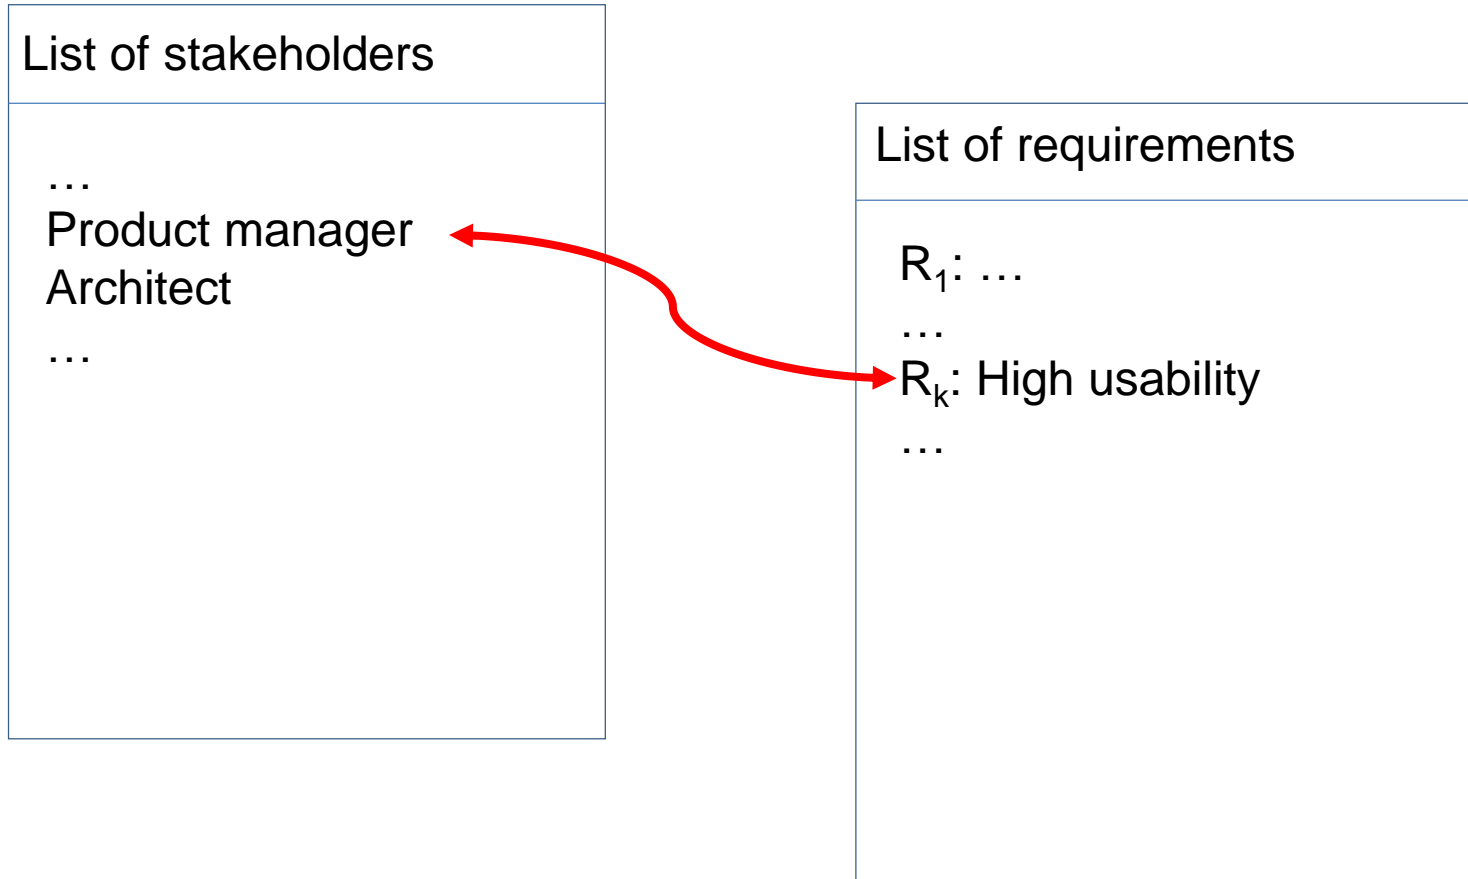 List of stakeholders
…
Product manager
Architect
…
List of requirements
R₁: …
…
Rₖ: High usability
…